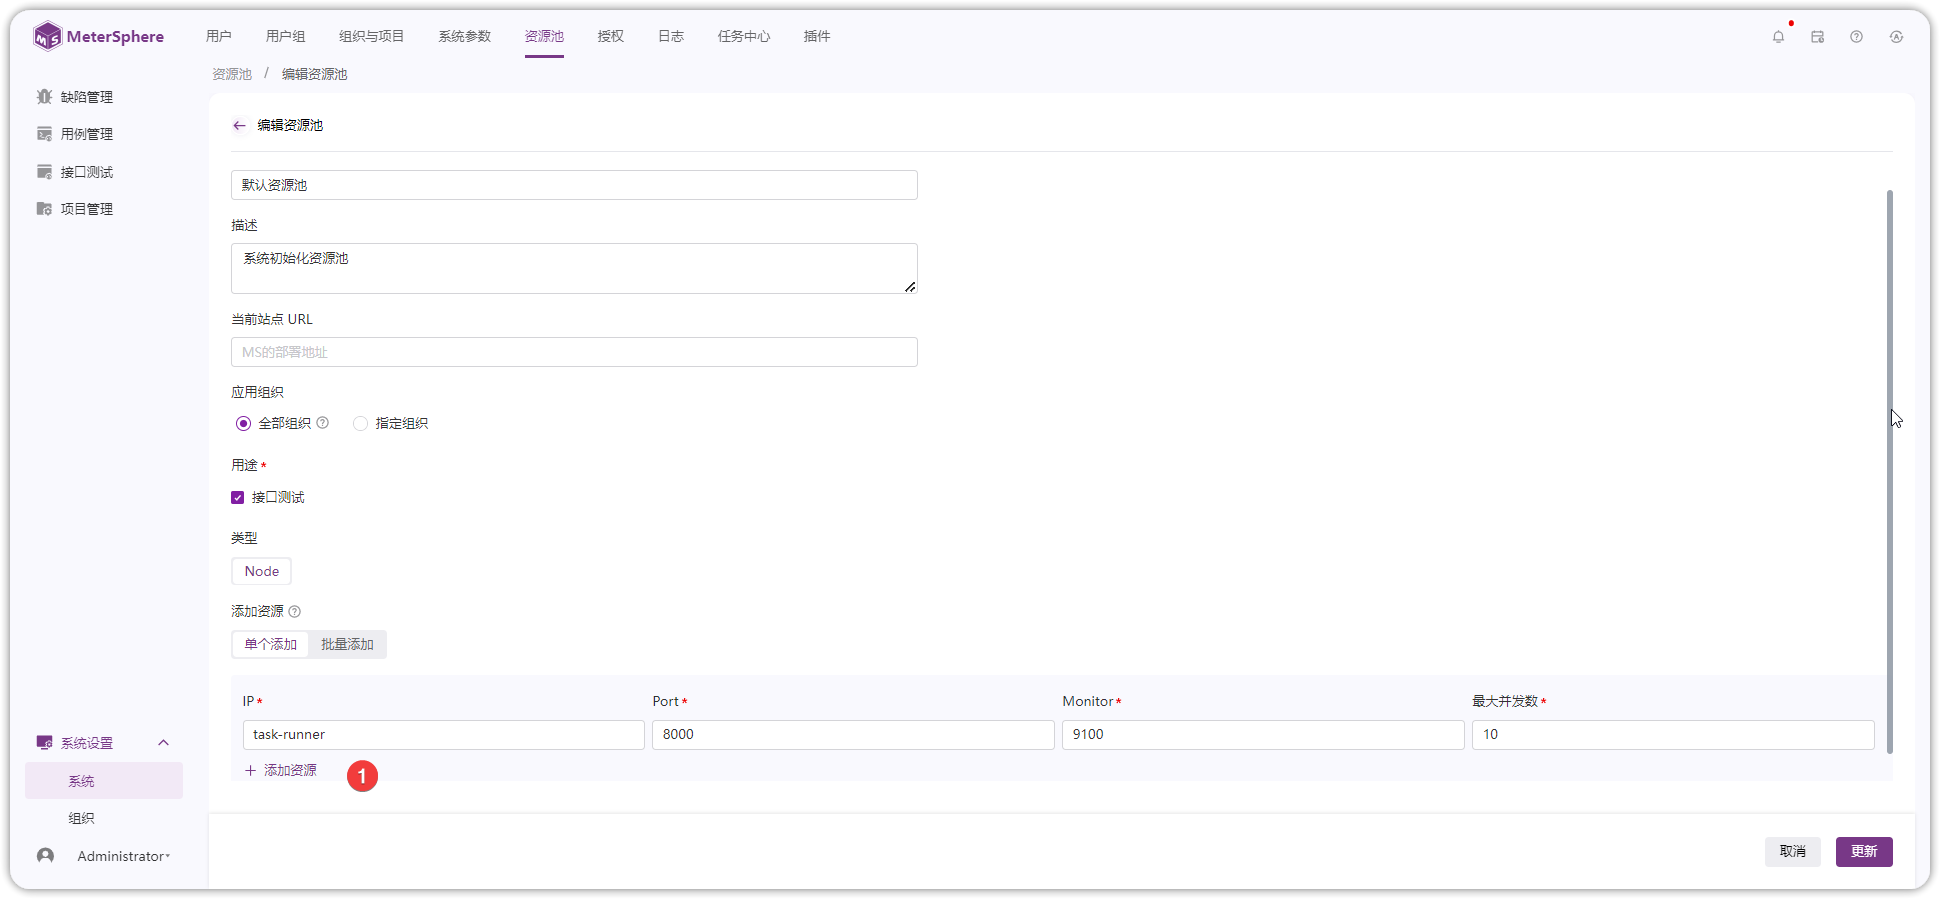 MeterSphere
用户 用户组 组织与项目 系统参数 资源池 授权 日志 任务中心 插件
资源池 / 编辑资源池
缺陷管理
用例管理
接口测试
项目管理
编辑资源池
默认资源池
描述
系统初始化资源池
当前站点 URL
MS的部署地址
应用组织
全部组织 指定组织
用途 *
接口测试
类型
Node
添加资源
单个添加 批量添加
IP * Port * Monitor * 最大并发数 *
task-runner 8000 9100 10
+ 添加资源 1
系统设置
系统
组织
Administrator
取消 更新